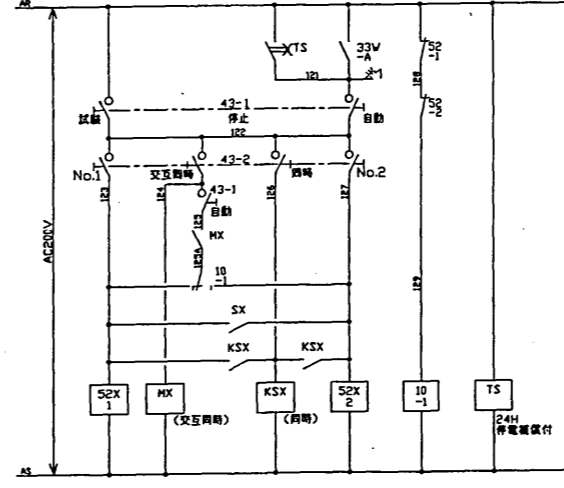 AR
TS
33W
-A
52
-1
121
128
試験
43-1
停止
自動
52
-2
122
No.1
交互同時
43-2
同時
No.2
123
124
43-1
自動
126
127
125
MX
125A
10
-1
129
AC200V
SX
KSX
KSX
52X
1
MX
(交互同時)
KSX
(同時)
52X
2
10
-1
TS
24H
停電補償付
AS